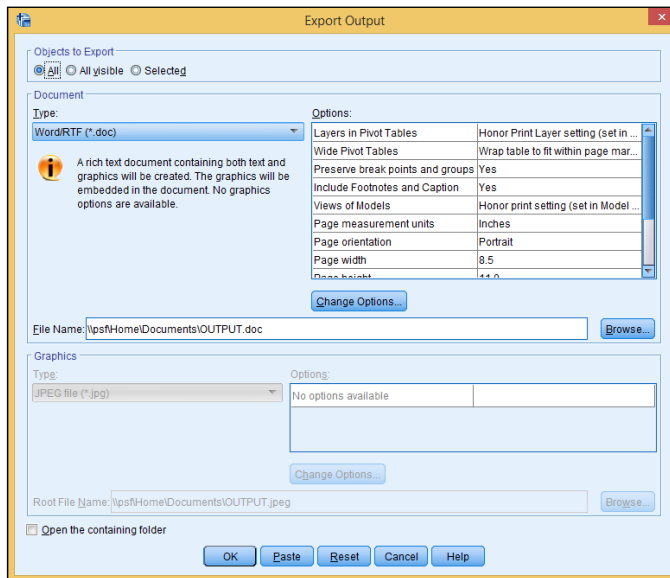 Export Output
Objects to Export
All All visible Selected
Document
Type:
Options:
Word/RTF (*.doc)
Layers in Pivot Tables Honor Print Layer setting (set in ...
Wide Pivot Tables Wrap table to fit within page mar...
Preserve break points and groups Yes
Include Footnotes and Caption Yes
Views of Models Honor print setting (set in Model ...
Page measurement units Inches
Page orientation Portrait
Page width 8.5
Page height 11.0
A rich text document containing both text and
graphics will be created. The graphics will be
embedded in the document. No graphics
options are available.
Change Options...
File Name: \\psf\Home\Documents\OUTPUT.doc Browse...
Graphics
Type:
Options:
JPEG file (*.jpg)
No options available
Change Options...
Root File Name: \\psf\Home\Documents\OUTPUT.jpeg Browse...
Open the containing folder
OK Paste Reset Cancel Help